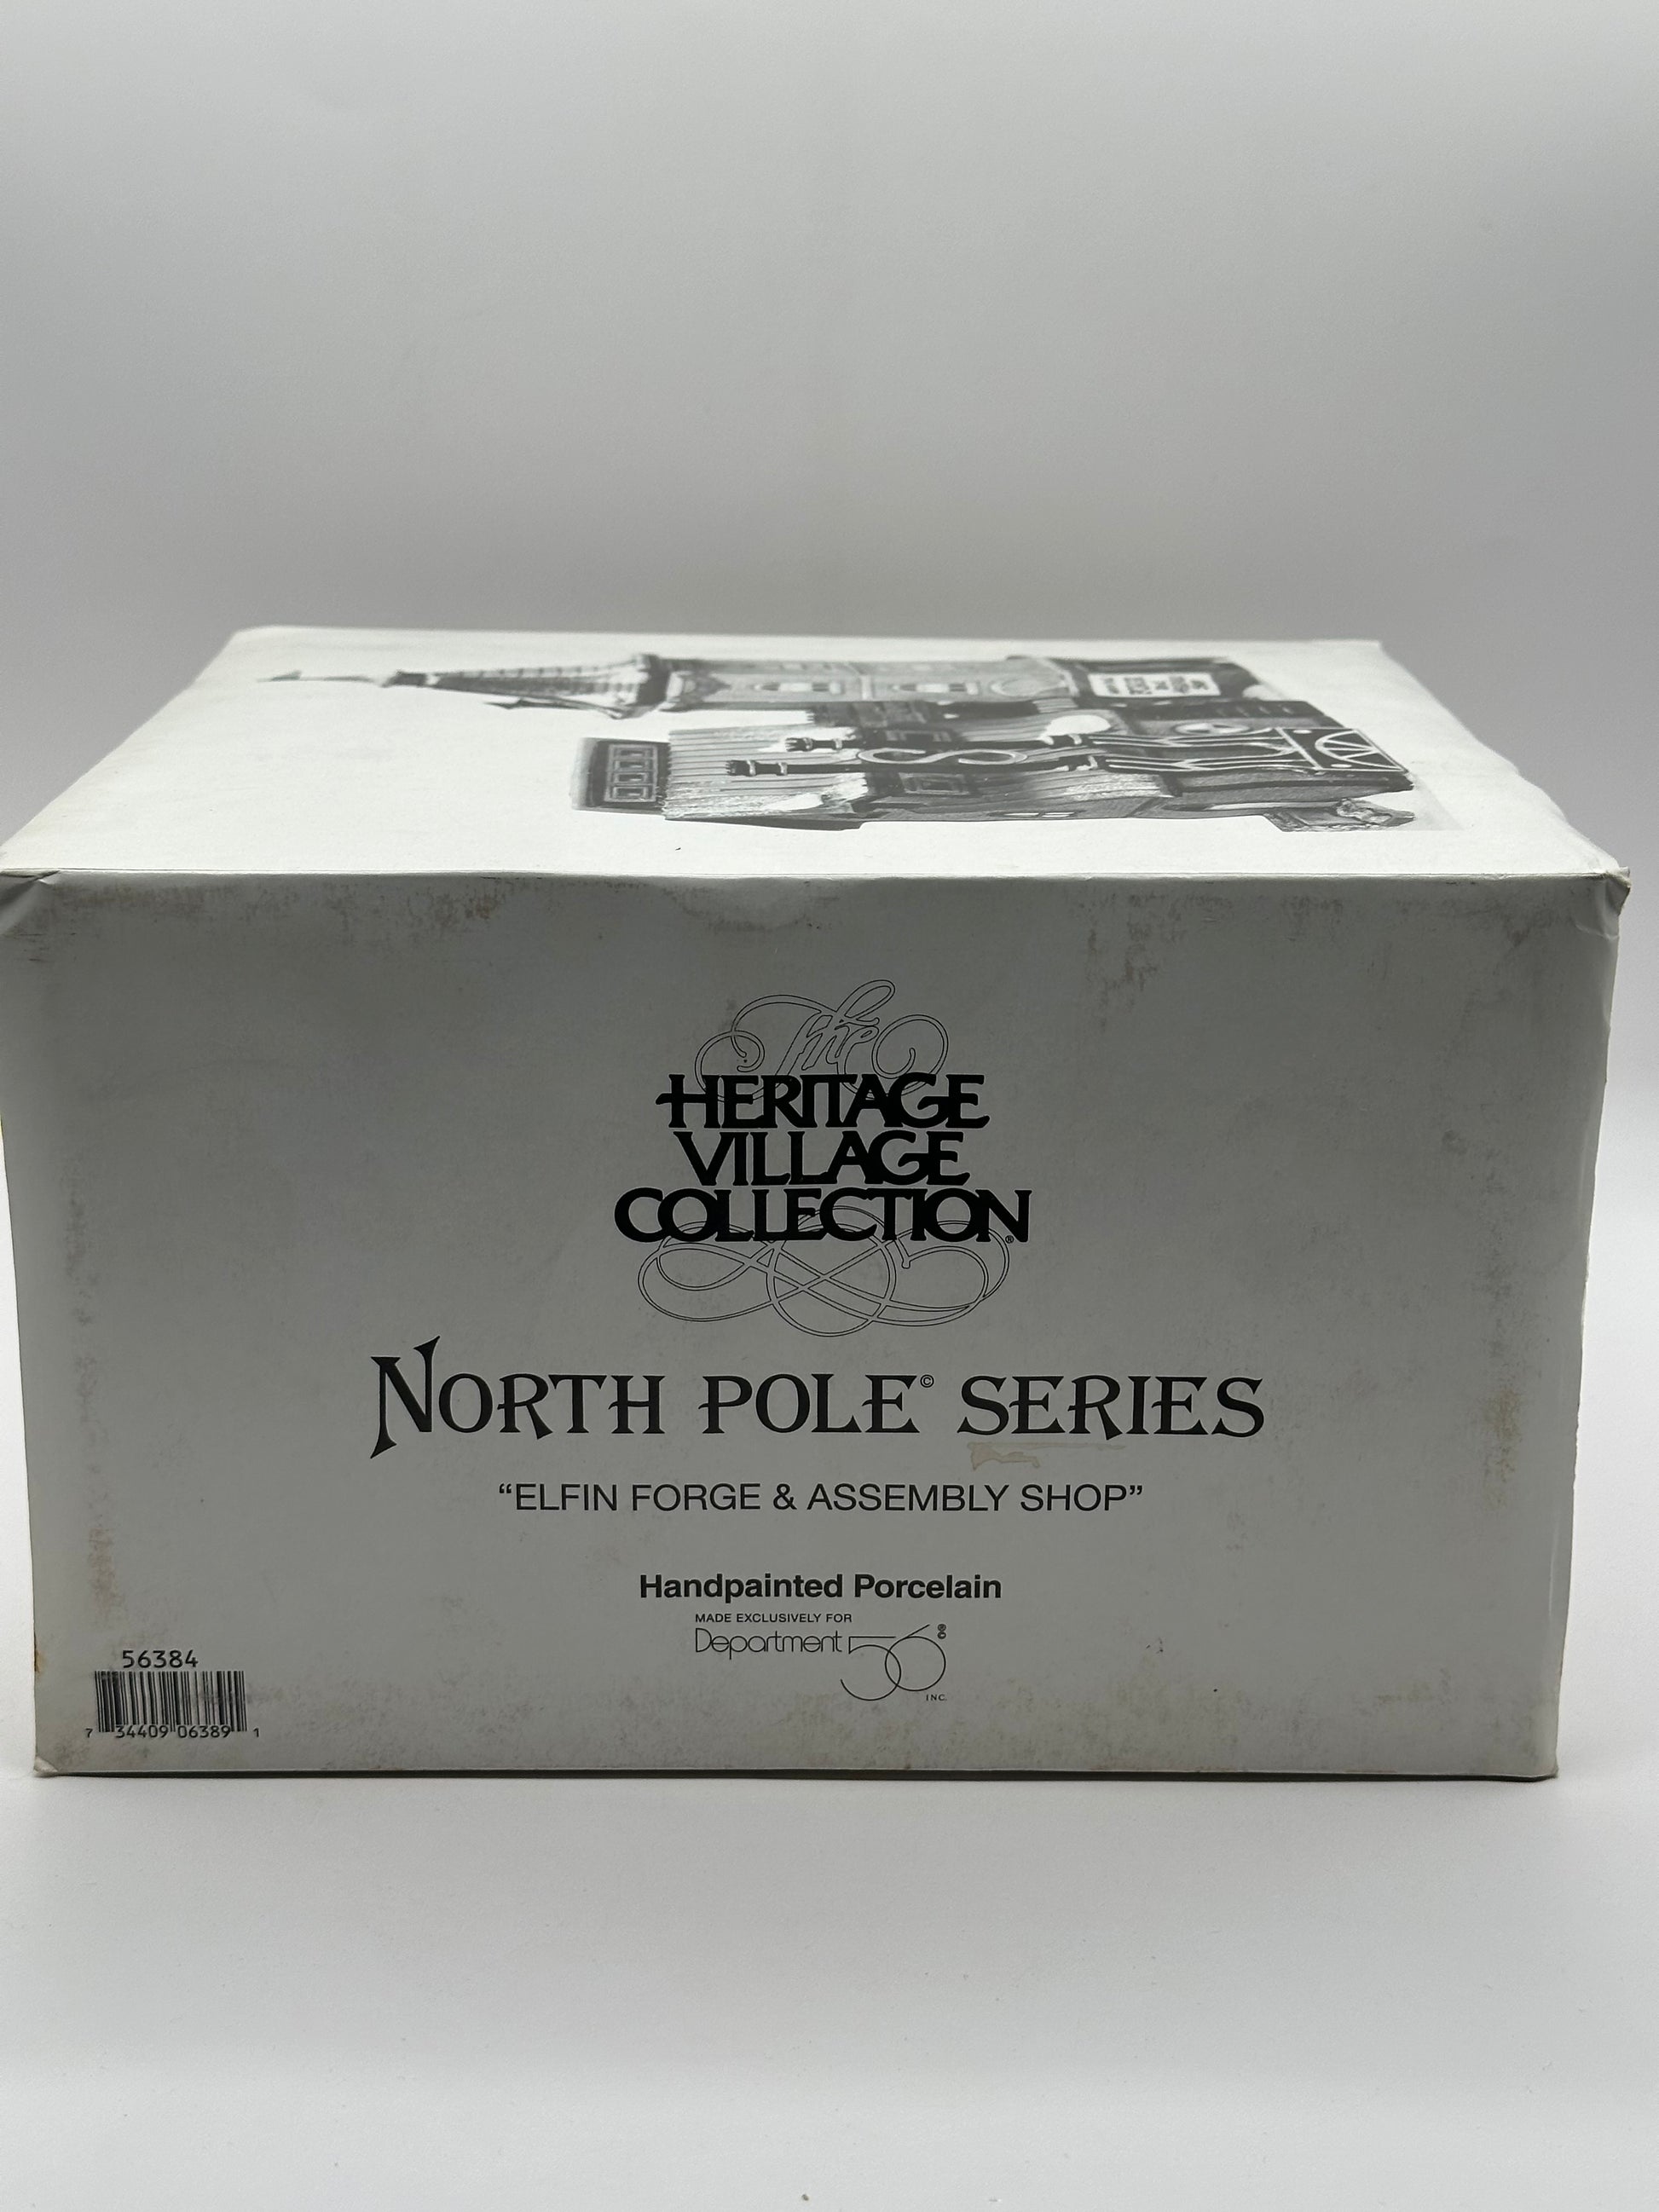 The
HERITAGE
VILLAGE
COLLECTION®
NORTH POLE© SERIES
“ELFIN FORGE & ASSEMBLY SHOP”
Handpainted Porcelain
MADE EXCLUSIVELY FOR
Department 56
INC.
56384
7 34409 06389 1